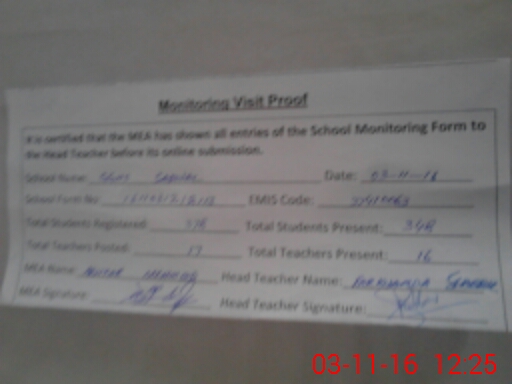 Monitoring Visit Proof
It is certified that the MEA has shown all entries of the School Monitoring Form to
the Head Teacher before its online submission.
School Name: Date: 03-11-16
School Form No: EMIS Code:
Total Students Registered: 378 Total Students Present: 348
Total Teachers Posted: 17 Total Teachers Present: 16
MEA Name: Head Teacher Name:
MEA Signature: Head Teacher Signature:
03-11-16 12:25